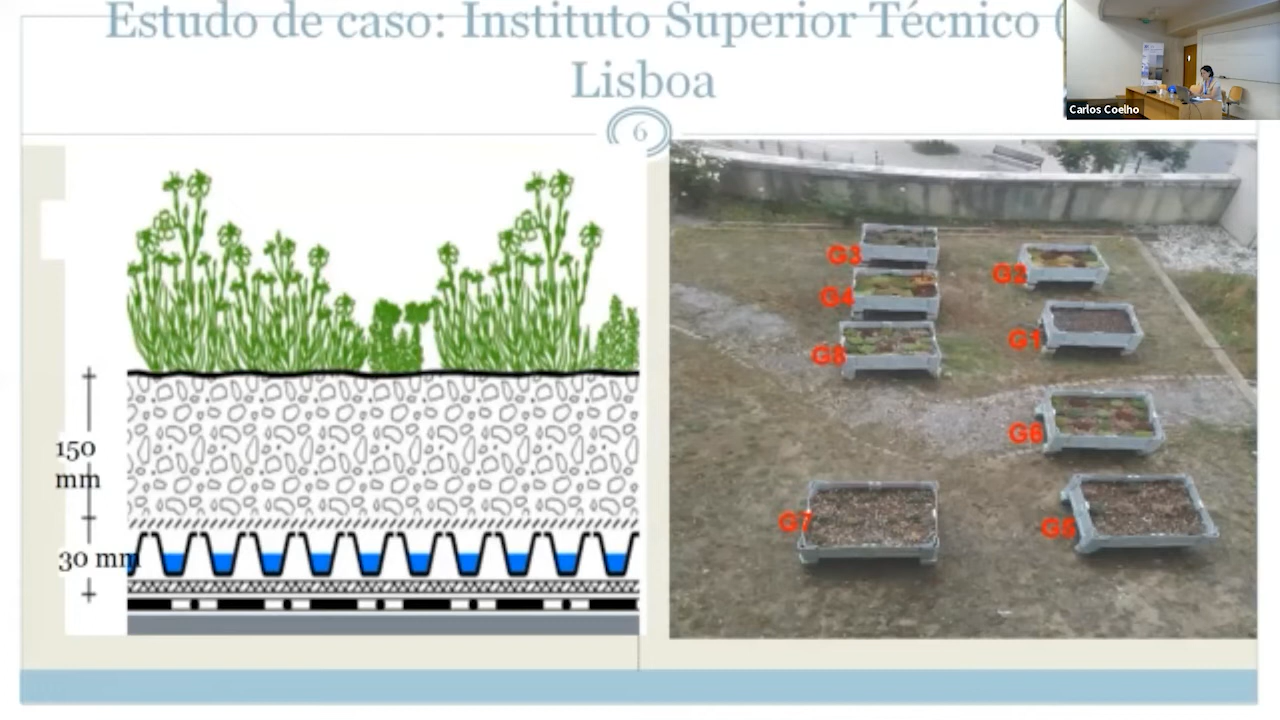 Estudo de caso: Instituto Superior Técnico (
Lisboa
6
Carlos Coelho
150
mm
30 mm
G3
G2
G4
G1
G8
G6
G7
G5